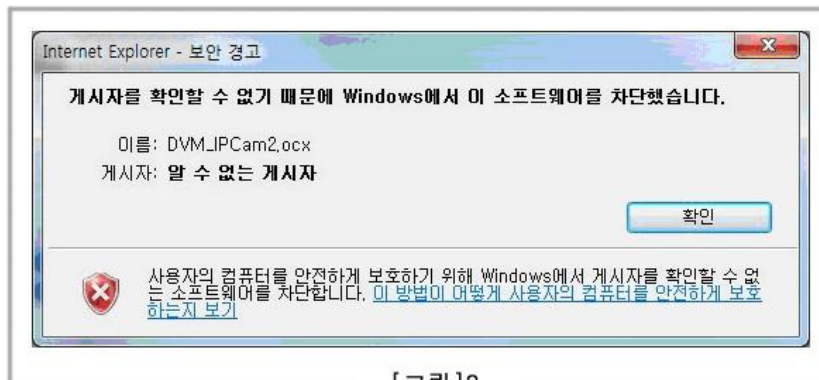 Internet Explorer - 보안 경고
게시자를 확인할 수 없기 때문에 Windows에서 이 소프트웨어를 차단했습니다.
이름: DVM_IPCam2.ocx
게시자: 알 수 없는 게시자
확인
사용자의 컴퓨터를 안전하게 보호하기 위해 Windows에서 게시자를 확인할 수 없
는 소프트웨어를 차단합니다. 이 방법이 어떻게 사용자의 컴퓨터를 안전하게 보호
하는지 보기